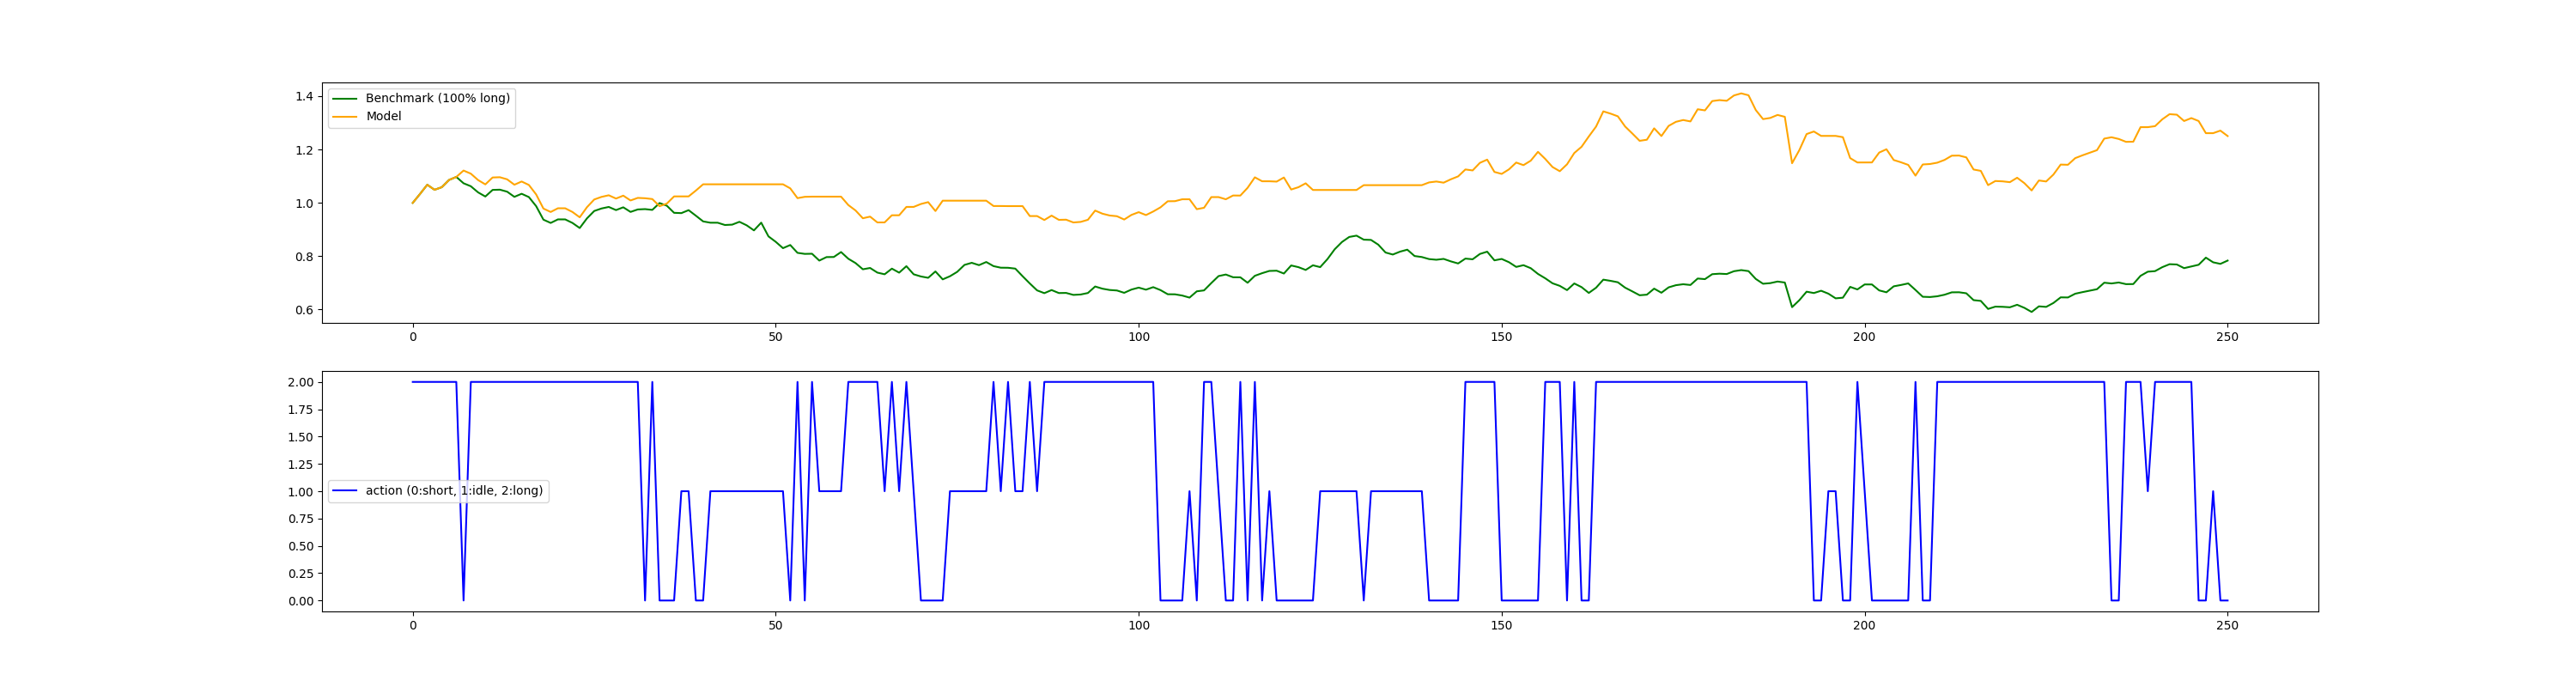 1.4
1.2
1.0
0.8
0.6
Benchmark (100% long)
Model
0 50 100 150 200 250
2.00
1.75
1.50
1.25
1.00
0.75
0.50
0.25
0.00
action (0:short, 1:idle, 2:long)
0 50 100 150 200 250